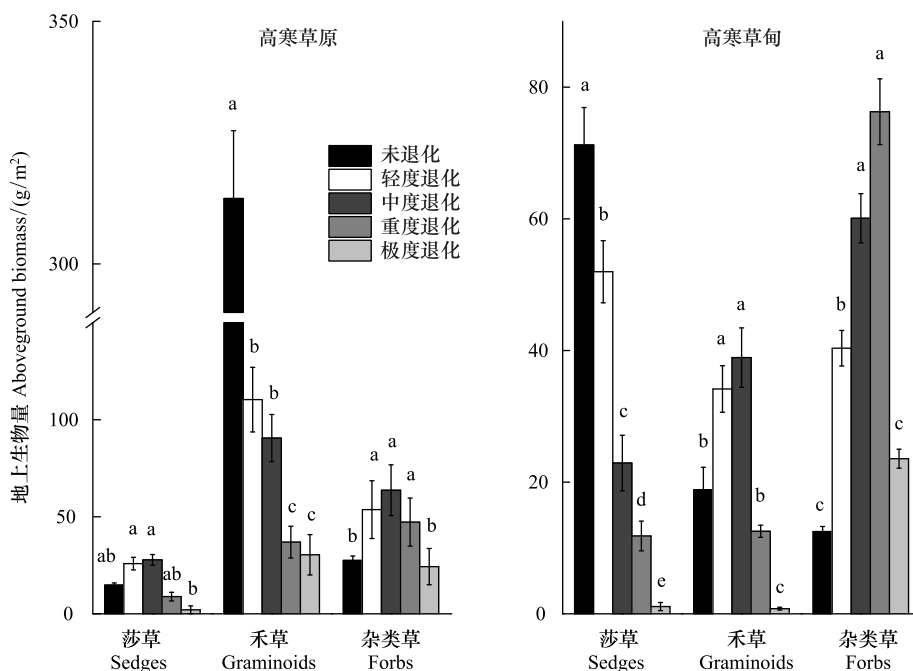 高寒草原
高寒草甸
地上生物量 Aboveground biomass/(g/m²)
350
300
100
50
0
未退化
轻度退化
中度退化
重度退化
极度退化
ab a a ab b
a b b c c
b a a a b
莎草 禾草 杂类草
Sedges Graminoids Forbs
80
60
40
20
0
a b c d e
b a a b c
c b a a c
莎草 禾草 杂类草
Sedges Graminoids Forbs